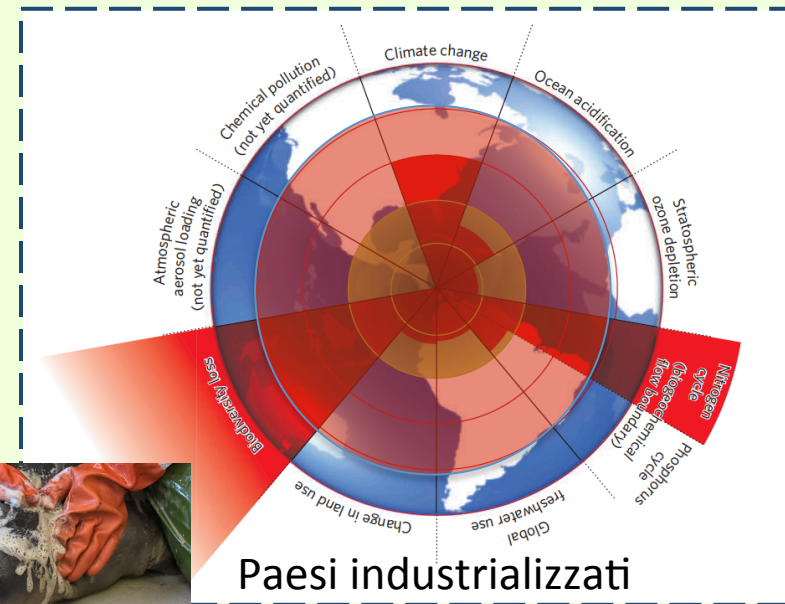 Climate change
Ocean acidification
Stratospheric
ozone depletion
Nitrogen
cycle
(biogeochemical
flow boundary)
Phosphorus
cycle
Global
freshwater use
Change in land use
Biodiversity loss
Atmospheric
aerosol loading
(not yet quantified)
Chemical pollution
(not yet quantified)
Paesi industrializzati